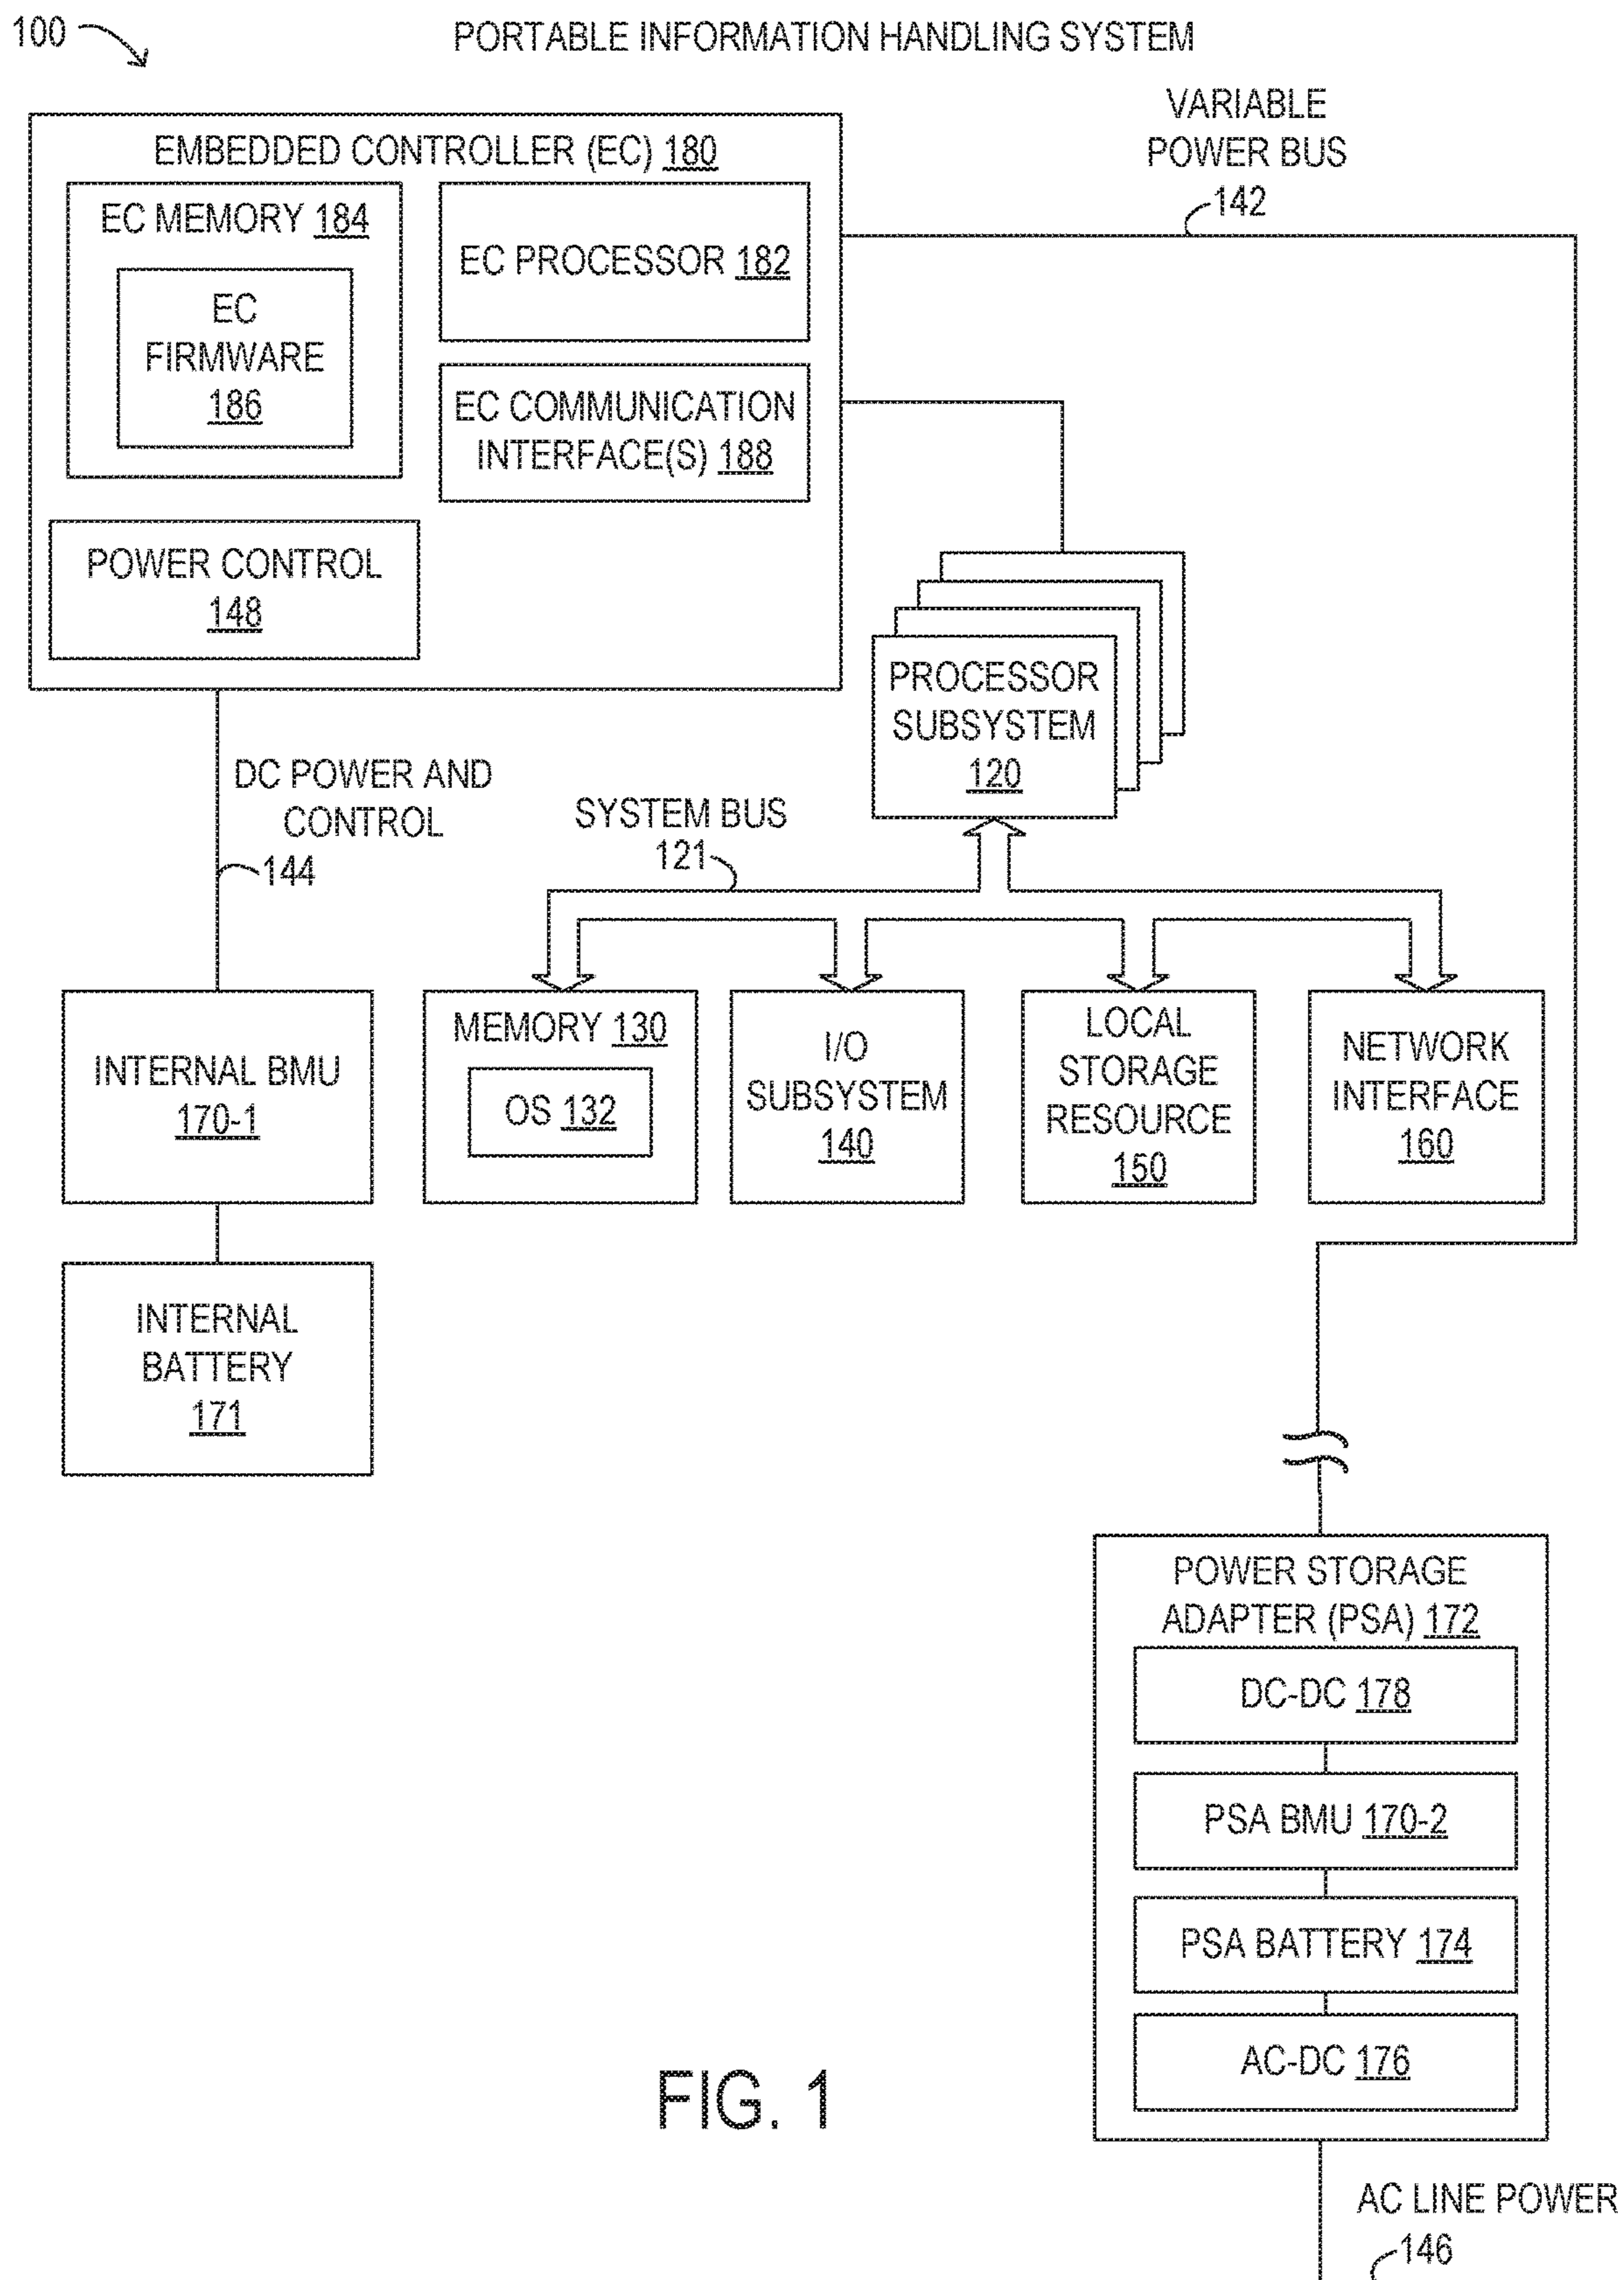 100
PORTABLE INFORMATION HANDLING SYSTEM
VARIABLE
POWER BUS
142
EMBEDDED CONTROLLER (EC) 180
EC MEMORY 184
EC
FIRMWARE
186
EC PROCESSOR 182
EC COMMUNICATION
INTERFACE(S) 188
POWER CONTROL
148
PROCESSOR
SUBSYSTEM
120
DC POWER AND
CONTROL
144
SYSTEM BUS
121
INTERNAL BMU
170-1
MEMORY 130
OS 132
I/O
SUBSYSTEM
140
LOCAL
STORAGE
RESOURCE
150
NETWORK
INTERFACE
160
INTERNAL
BATTERY
171
POWER STORAGE
ADAPTER (PSA) 172
DC-DC 178
PSA BMU 170-2
PSA BATTERY 174
AC-DC 176
FIG. 1
AC LINE POWER
146